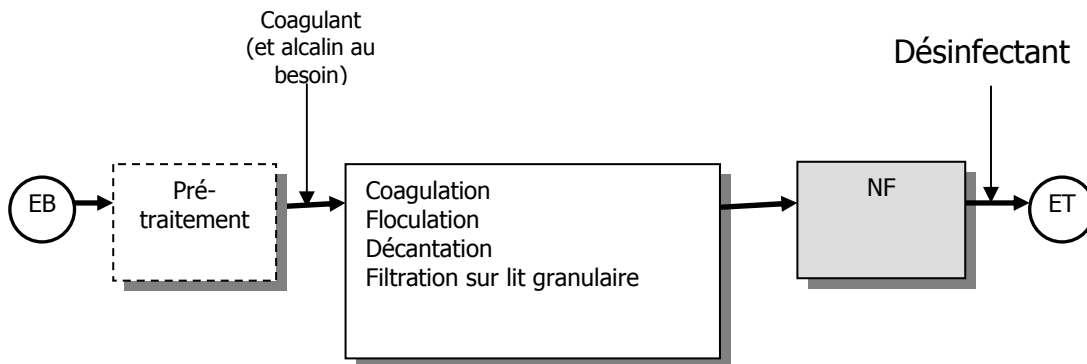 Coagulant
(et alcalin au
besoin)
Désinfectant
EB
Pré-
traitement
Coagulation
Floculation
Décantation
Filtration sur lit granulaire
NF
ET